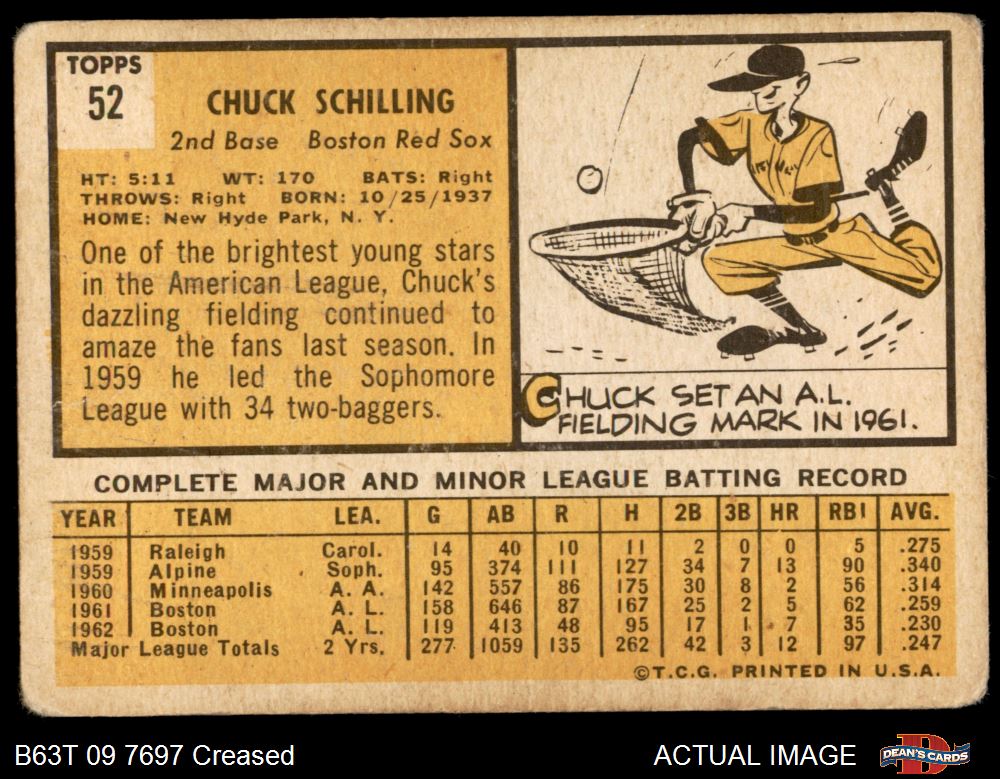 TOPPS
52
CHUCK SCHILLING
2nd Base Boston Red Sox
HT: 5:11 WT: 170 BATS: Right
THROWS: Right BORN: 10/25/1937
HOME: New Hyde Park, N. Y.
One of the brightest young stars
in the American League, Chuck's
dazzling fielding continued to
amaze the fans last season. In
1959 he led the Sophomore
League with 34 two-baggers.
CHUCK SET AN A.L.
FIELDING MARK IN 1961.
COMPLETE MAJOR AND MINOR LEAGUE BATTING RECORD
YEAR TEAM LEA. G AB R H 2B 3B HR RBI AVG.
1959 Raleigh Carol. 14 40 10 11 2 0 0 5 .275
1959 Alpine Soph. 95 374 111 127 34 7 13 90 .340
1960 Minneapolis A. A. 142 557 86 175 30 8 2 56 .314
1961 Boston A. L. 158 646 87 167 25 2 5 62 .259
1962 Boston A. L. 119 413 48 95 17 1 7 35 .230
Major League Totals 2 Yrs. 277 1059 135 262 42 3 12 97 .247
©T.C.G. PRINTED IN U.S.A.
B63T 09 7697 Creased
ACTUAL IMAGE
DEAN'S CARDS